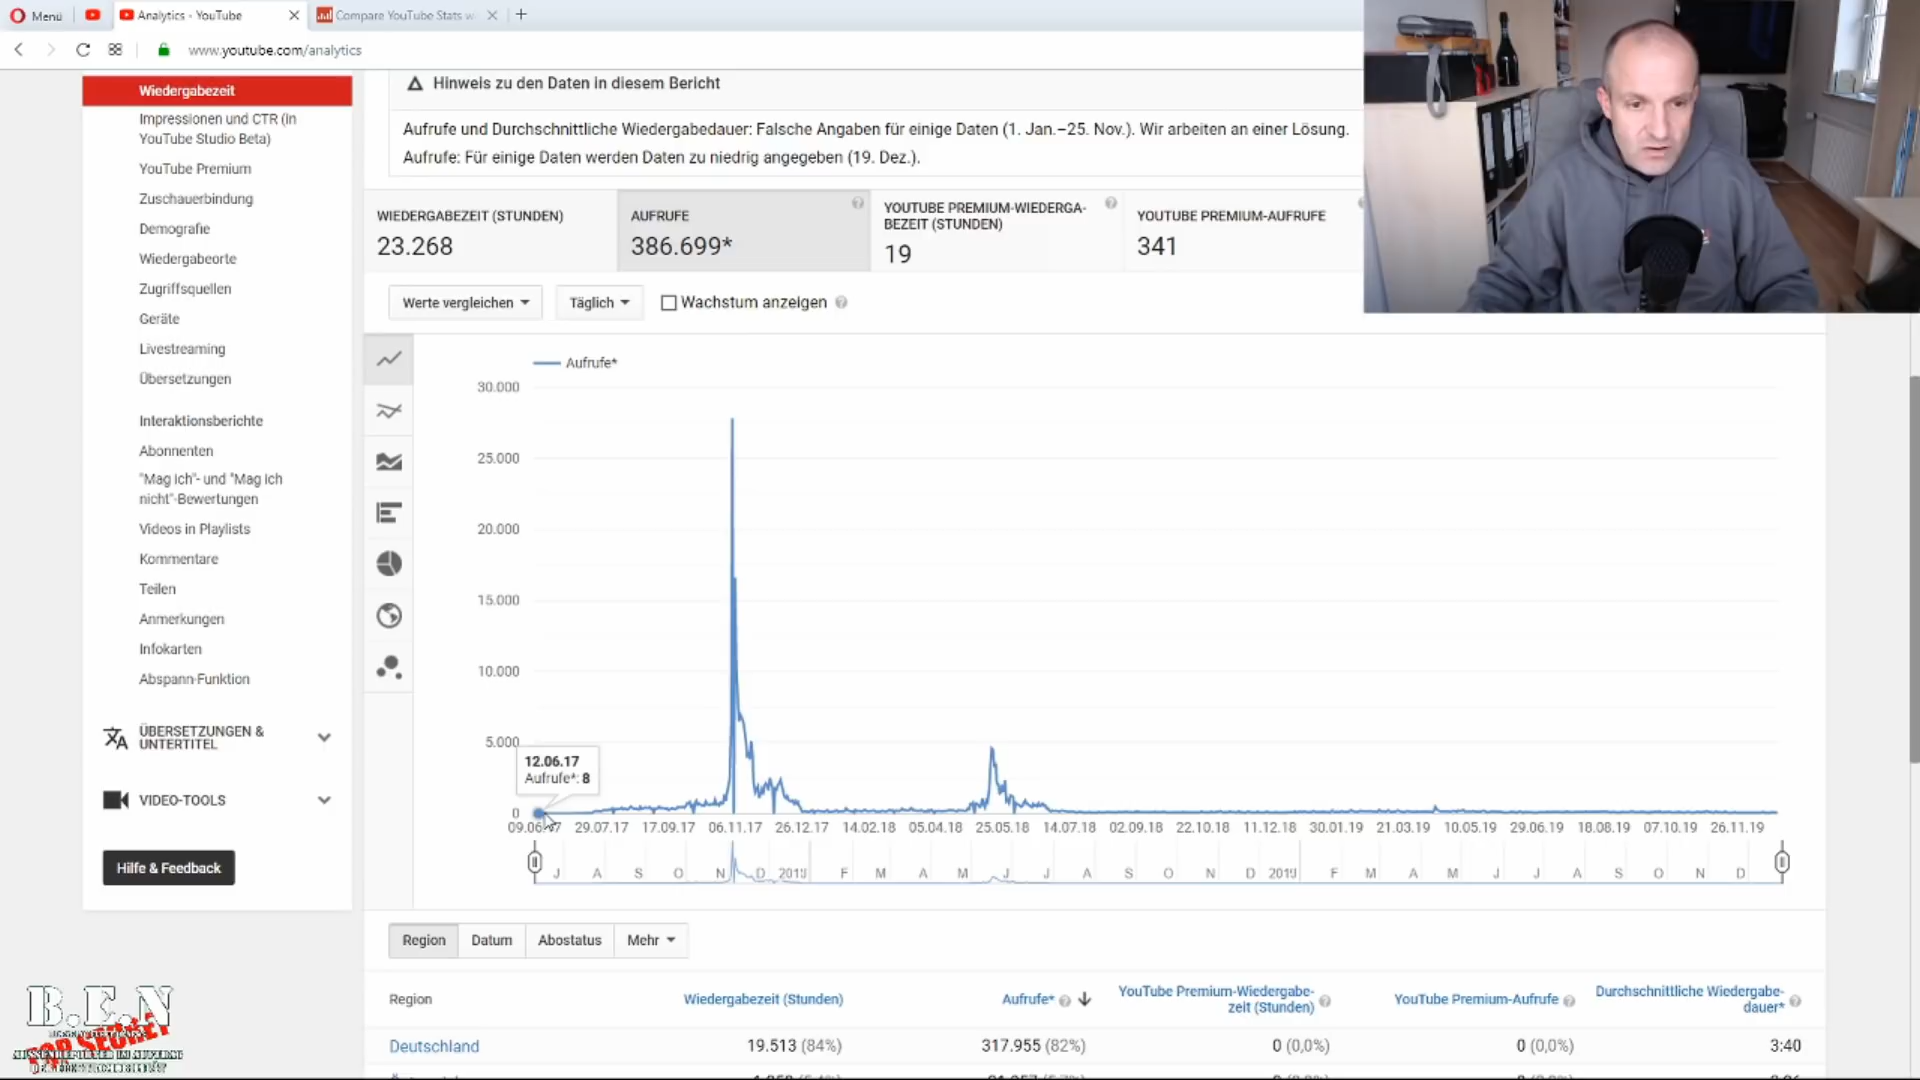 Menü
Analytics - YouTube
Compare YouTube Stats w
www.youtube.com/analytics
Wiedergabezeit
Impressionen und CTR (in
YouTube Studio Beta)
YouTube Premium
Zuschauerbindung
Demografie
Wiedergabeorte
Zugriffsquellen
Geräte
Livestreaming
Übersetzungen
Interaktionsberichte
Abonnenten
"Mag ich"- und "Mag ich
nicht"-Bewertungen
Videos in Playlists
Kommentare
Teilen
Anmerkungen
Infokarten
Abspann-Funktion
ÜBERSETZUNGEN &
UNTERTITEL
VIDEO-TOOLS
Hilfe & Feedback
Hinweis zu den Daten in diesem Bericht
Aufrufe und Durchschnittliche Wiedergabedauer: Falsche Angaben für einige Daten (1. Jan.–25. Nov.). Wir arbeiten an einer Lösung.
Aufrufe: Für einige Daten werden Daten zu niedrig angegeben (19. Dez.).
WIEDERGABEZEIT (STUNDEN)
23.268
AUFRUFE
386.699*
YOUTUBE PREMIUM-WIEDERGA-
BEZEIT (STUNDEN)
19
YOUTUBE PREMIUM-AUFRUFE
341
Werte vergleichen
Täglich
Wachstum anzeigen
Aufrufe*
30.000
25.000
20.000
15.000
10.000
5.000
0
12.06.17
Aufrufe*: 8
09.06.17 29.07.17 17.09.17 06.11.17 26.12.17 14.02.18 05.04.18 25.05.18 14.07.18 02.09.18 22.10.18 11.12.18 30.01.19 21.03.19 10.05.19 29.06.19 18.08.19 07.10.19 26.11.19
J A S O N D F M A M J J A S O N D F M A M J J A S O N D
Region Datum Abostatus Mehr
Region Wiedergabezeit (Stunden) Aufrufe* YouTube Premium-Wiedergabe-
zeit (Stunden) YouTube Premium-Aufrufe Durchschnittliche Wiedergabe-
dauer*
Deutschland 19.513 (84%) 317.955 (82%) 0 (0,0%) 0 (0,0%) 3:40
B.E.N
TOP SECRET